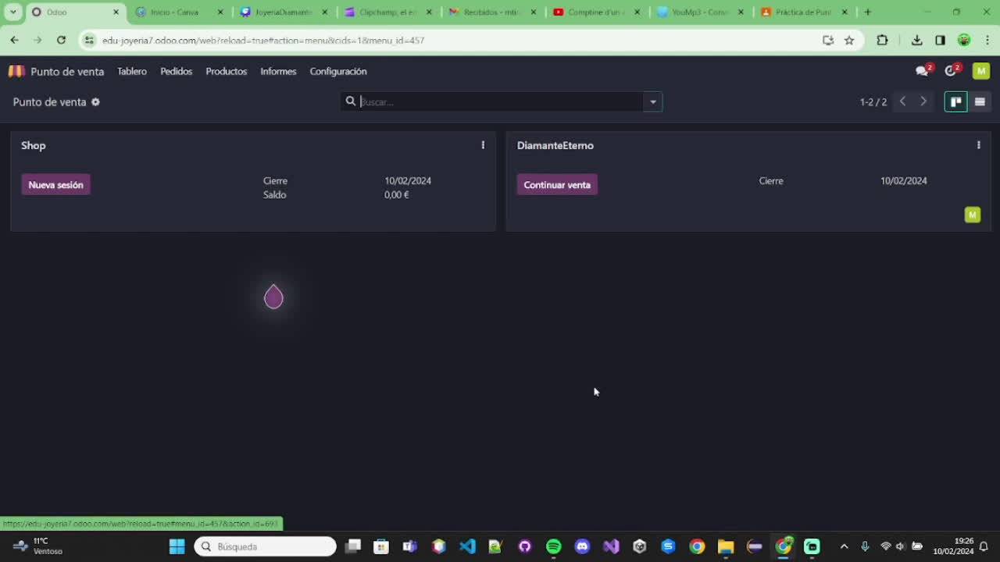 Odoo
Inicio - Canva
JoyeriaDiamante
Clipchamp, el e
Recibidos - mti
Comptine d'un
YouMp3 - Conv
Práctica de Punt
edu-joyeria7.odoo.com/web?reload=true#action=menu&cids=1&menu_id=457
Punto de venta Tablero Pedidos Productos Informes Configuración 2 2 M
Punto de venta Buscar... 1-2 / 2
Shop DiamanteEterno
Nueva sesión Cierre 10/02/2024 Continuar venta Cierre 10/02/2024
Saldo 0,00 €
M
https://edu-joyeria7.odoo.com/web?reload=true#menu_id=457&action_id=693
11°C
Ventoso
Búsqueda
19:26
10/02/2024